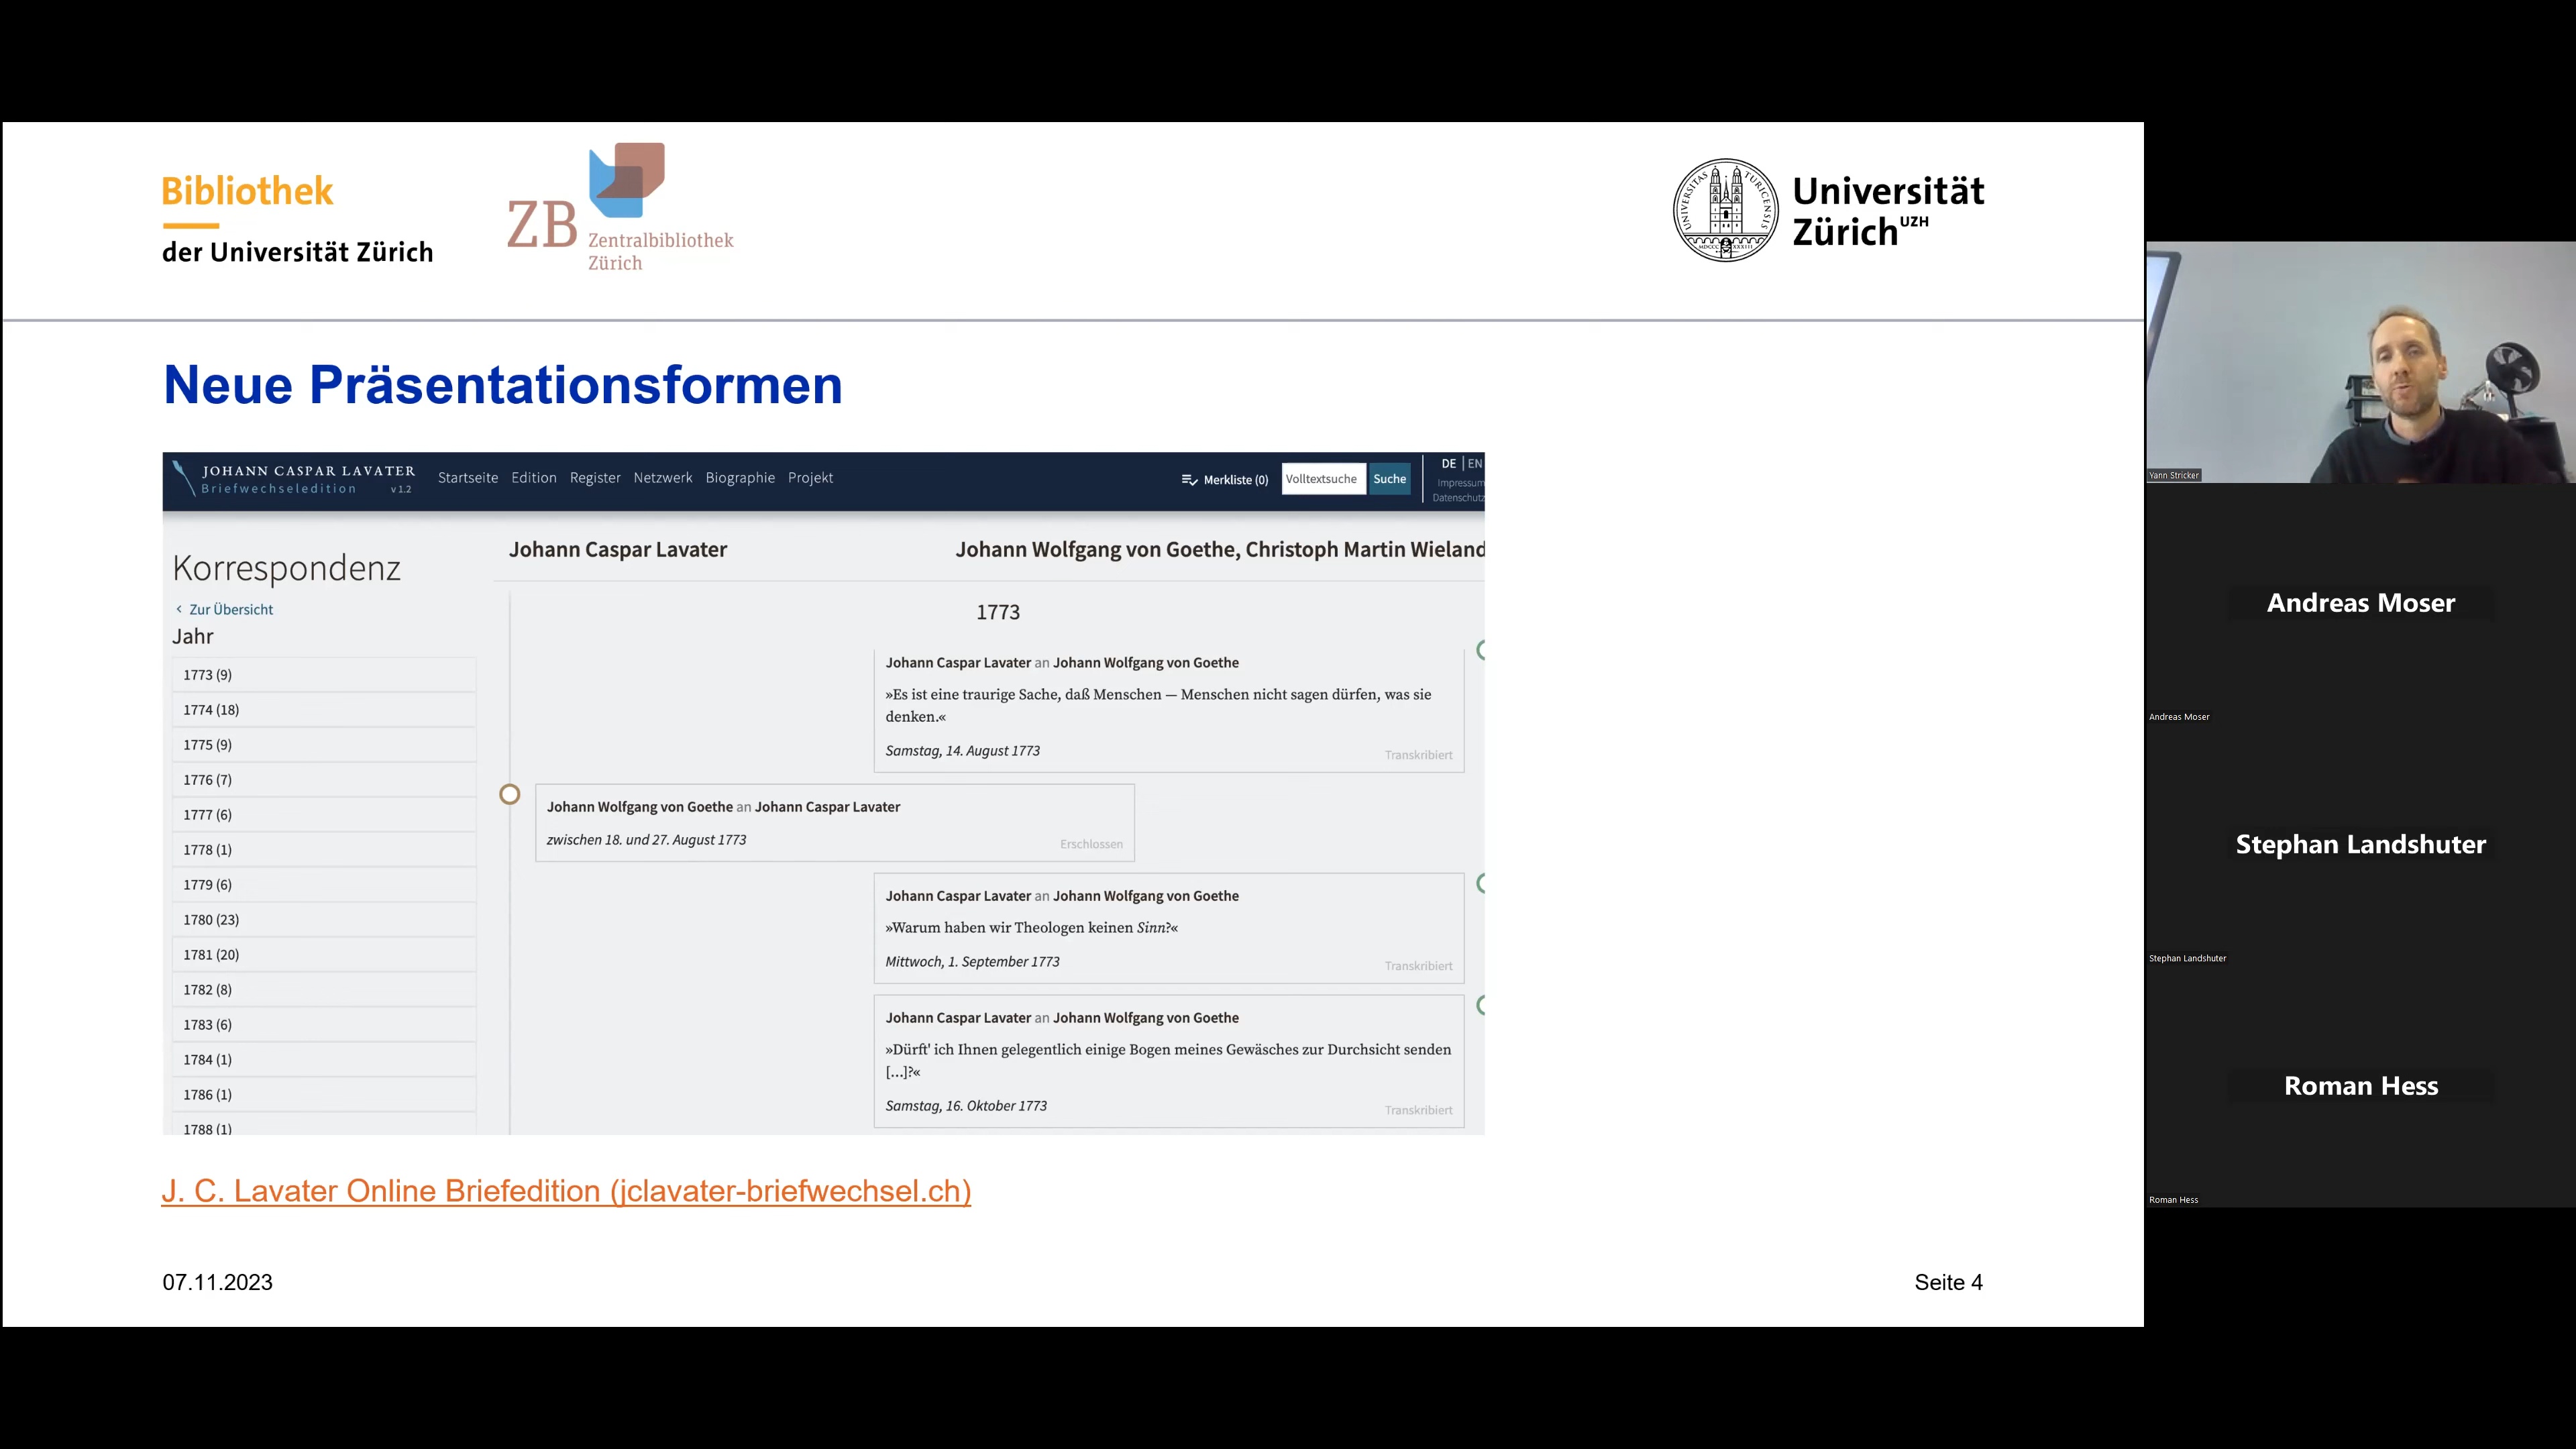 Bibliothek
der Universität Zürich
ZB Zentralbibliothek
Zürich
UNIVERSITAS TURICENSIS
MDCCC XXXIII
Universität
Zürich UZH
Neue Präsentationsformen
JOHANN CASPAR LAVATER
Briefwechseledition v 1.2
Startseite Edition Register Netzwerk Biographie Projekt
Merkliste (0)
Volltextsuche
Suche
DE | EN
Impressum
Datenschutz
Korrespondenz
‹ Zur Übersicht
Jahr
1773 (9)
1774 (18)
1775 (9)
1776 (7)
1777 (6)
1778 (1)
1779 (6)
1780 (23)
1781 (20)
1782 (8)
1783 (6)
1784 (1)
1786 (1)
1788 (1)
Johann Caspar Lavater
Johann Wolfgang von Goethe, Christoph Martin Wieland
1773
Johann Caspar Lavater an Johann Wolfgang von Goethe
»Es ist eine traurige Sache, daß Menschen — Menschen nicht sagen dürfen, was sie
denken.«
Samstag, 14. August 1773
Transkribiert
Johann Wolfgang von Goethe an Johann Caspar Lavater
zwischen 18. und 27. August 1773
Erschlossen
Johann Caspar Lavater an Johann Wolfgang von Goethe
»Warum haben wir Theologen keinen Sinn?«
Mittwoch, 1. September 1773
Transkribiert
Johann Caspar Lavater an Johann Wolfgang von Goethe
»Dürft' ich Ihnen gelegentlich einige Bogen meines Gewäsches zur Durchsicht senden
[...]?«
Samstag, 16. Oktober 1773
Transkribiert
J. C. Lavater Online Briefedition (jclavater-briefwechsel.ch)
07.11.2023
Seite 4
Yann Stricker
Andreas Moser
Andreas Moser
Stephan Landshuter
Stephan Landshuter
Roman Hess
Roman Hess